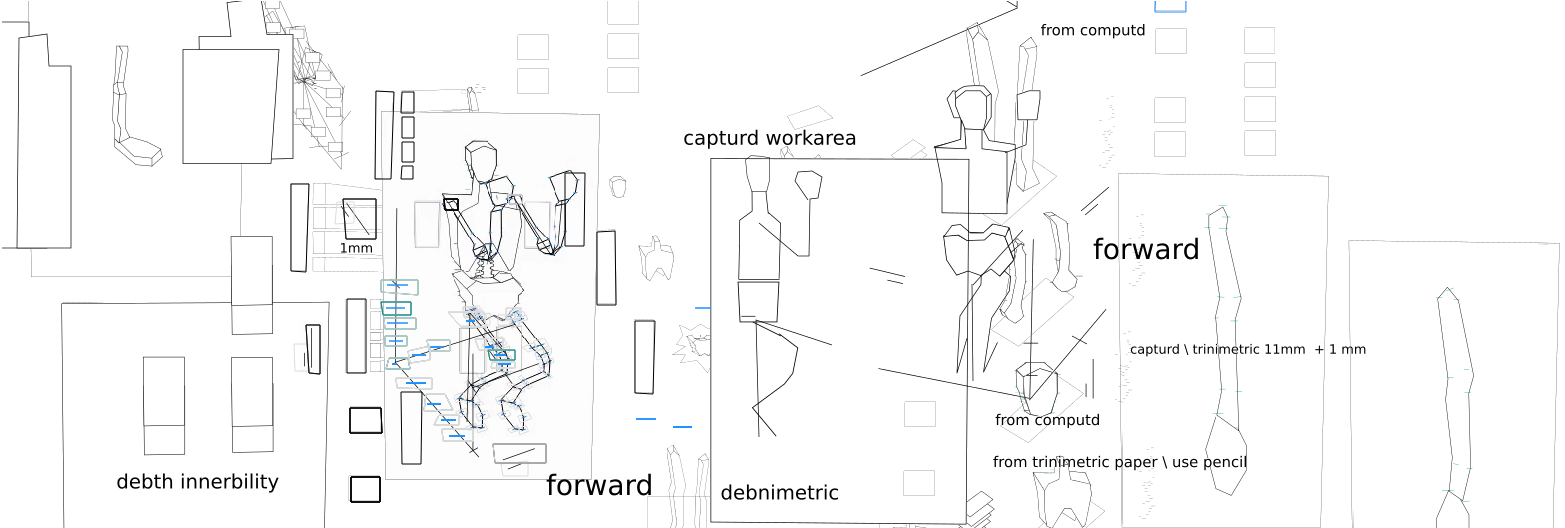 from computd
capturd workarea
1mm
forward
capturd \ trinimetric 11mm + 1 mm
from computd
from trinimetric paper \ use pencil
debth innerbility
forward
debnimetric